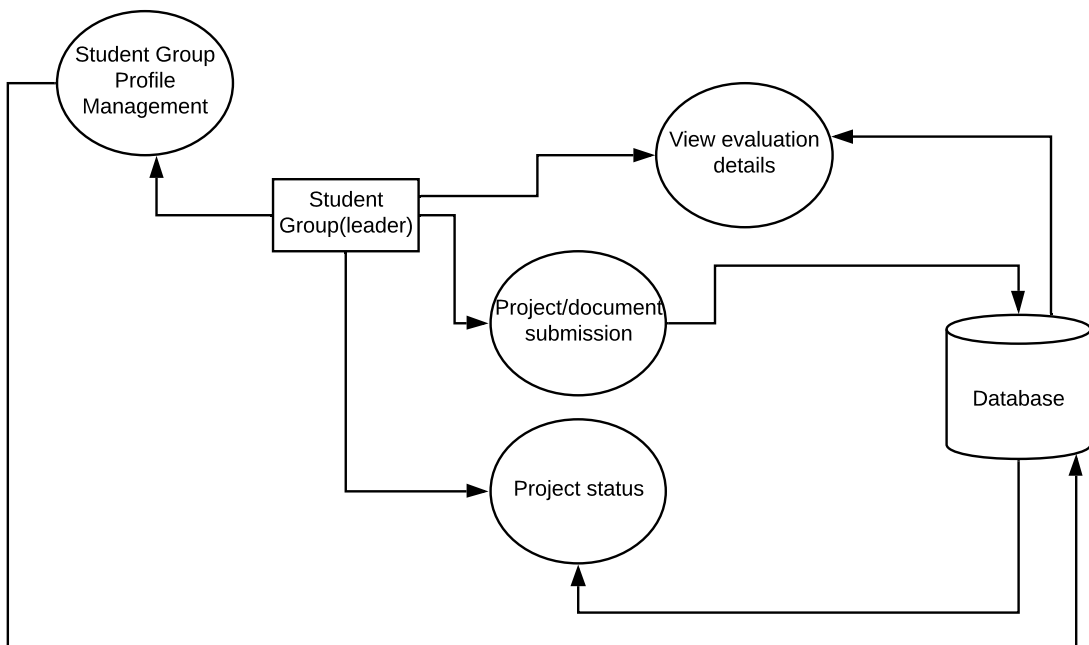 Student Group
Profile
Management
View evaluation
details
Student
Group(leader)
Project/document
submission
Database
Project status